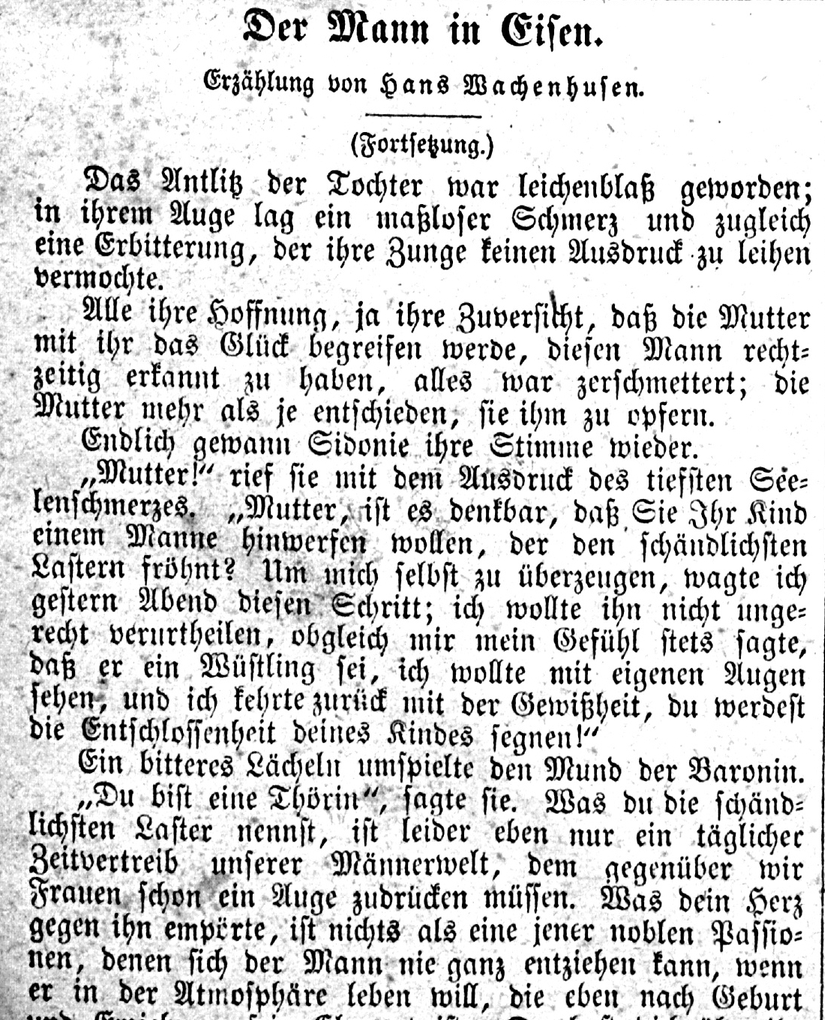 Der Mann in Eisen.
Erzählung von Hans Wachenhusen.
(Fortsetzung.)
Das Antlitz der Tochter war leichenblaß geworden;
in ihrem Auge lag ein maßloser Schmerz und zugleich
eine Erbitterung, der ihre Zunge keinen Ausdruck zu leihen
vermochte.
Alle ihre Hoffnung, ja ihre Zuversicht, daß die Mutter
mit ihr das Glück begreifen werde, diesen Mann recht-
zeitig erkannt zu haben, alles war zerschmettert; die
Mutter mehr als je entschieden, sie ihm zu opfern.
Endlich gewann Sidonie ihre Stimme wieder.
„Mutter!“ rief sie mit dem Ausdruck des tiefsten See-
lenschmerzes. „Mutter, ist es denkbar, daß Sie Ihr Kind
einem Manne hinwerfen wollen, der den schändlichsten
Lastern fröhnt? Um mich selbst zu überzeugen, wagte ich
gestern Abend diesen Schritt; ich wollte ihn nicht unge-
recht verurtheilen, obgleich mir mein Gefühl stets sagte,
daß er ein Wüstling sei, ich wollte mit eigenen Augen
sehen, und ich kehrte zurück mit der Gewißheit, du werdest
die Entschlossenheit deines Kindes segnen!“
Ein bitteres Lächeln umspielte den Mund der Baronin.
„Du bist eine Thörin“, sagte sie. Was du die schänd-
lichsten Laster nennst, ist leider eben nur ein täglicher
Zeitvertreib unserer Männerwelt, dem gegenüber wir
Frauen schon ein Auge zudrücken müssen. Was dein Herz
gegen ihn empörte, ist nichts als eine jener noblen Passio-
nen, denen sich der Mann nie ganz entziehen kann, wenn
er in der Atmosphäre leben will, die eben nach Geburt